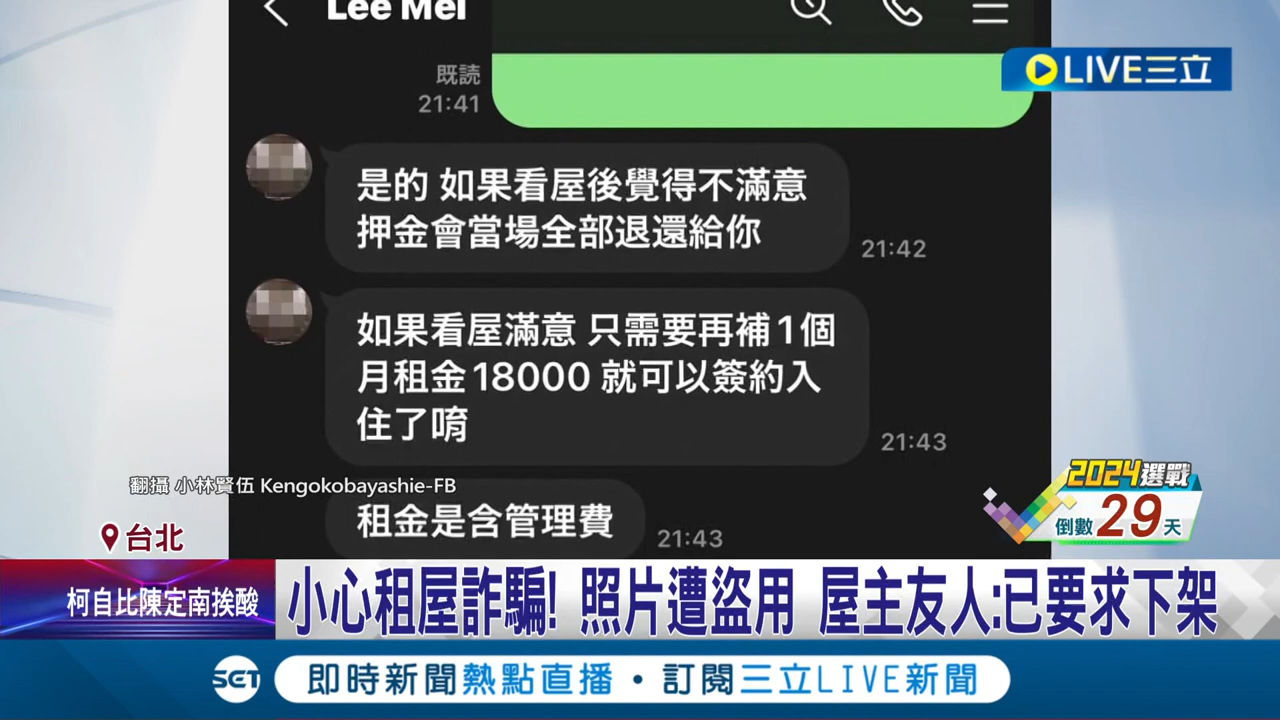 Lee Mei
既読
21:41
LIVE三立
是的 如果看屋後覺得不滿意
押金會當場全部退還給你
21:42
如果看屋滿意 只需要再補1個
月租金18000 就可以簽約入
住了唷
21:43
翻攝 小林賢伍 Kengokobayashie-FB
租金是含管理費
21:43
2024選戰
倒數29天
台北
柯自比陳定南挨酸
小心租屋詐騙! 照片遭盜用 屋主友人:已要求下架
SET
即時新聞熱點直播・訂閱三立LIVE新聞